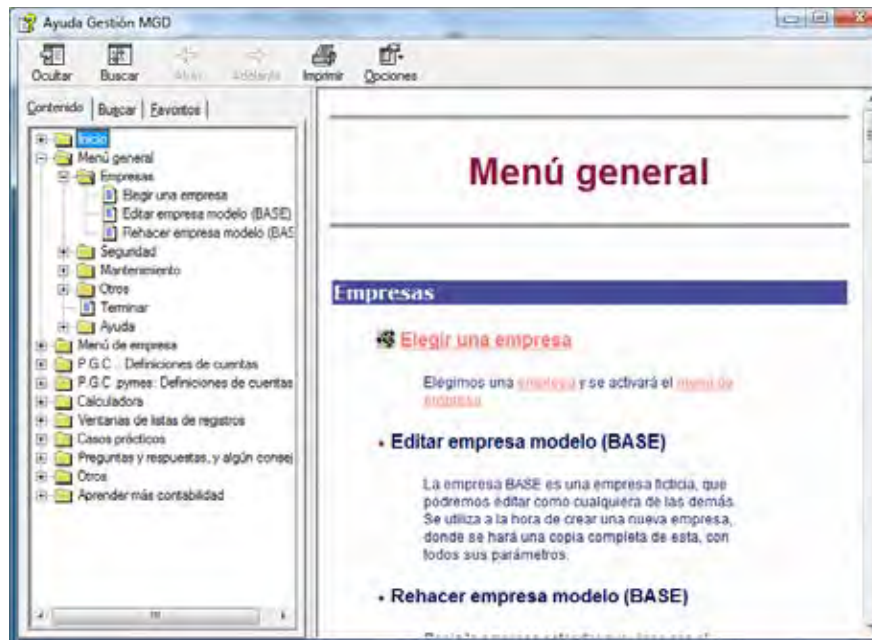 Ayuda Gestión MGD
Ocultar Buscar Atrás Adelante Imprimir Opciones
Contenido Buscar Favoritos
Inicio
Menú general
Empresas
Elegir una empresa
Editar empresa modelo (BASE)
Rehacer empresa modelo (BAS
Seguridad
Mantenimiento
Otros
Terminar
Ayuda
Menú de empresa
P.G.C.. Definiciones de cuentas
P.G.C. pymes: Definiciones de cuentas
Calculadora
Ventanas de listas de registros
Casos prácticos
Preguntas y respuestas, y algún consej
Otros
Aprender más contabilidad
Menú general
Empresas
Elegir una empresa
Elegimos una empresa y se activará el menú de
empresa
• Editar empresa modelo (BASE)
La empresa BASE es una empresa ficticia, que
podremos editar como cualquiera de las demás.
Se utiliza a la hora de crear una nueva empresa,
donde se hará una copia completa de esta, con
todos sus parámetros.
• Rehacer empresa modelo (BASE)